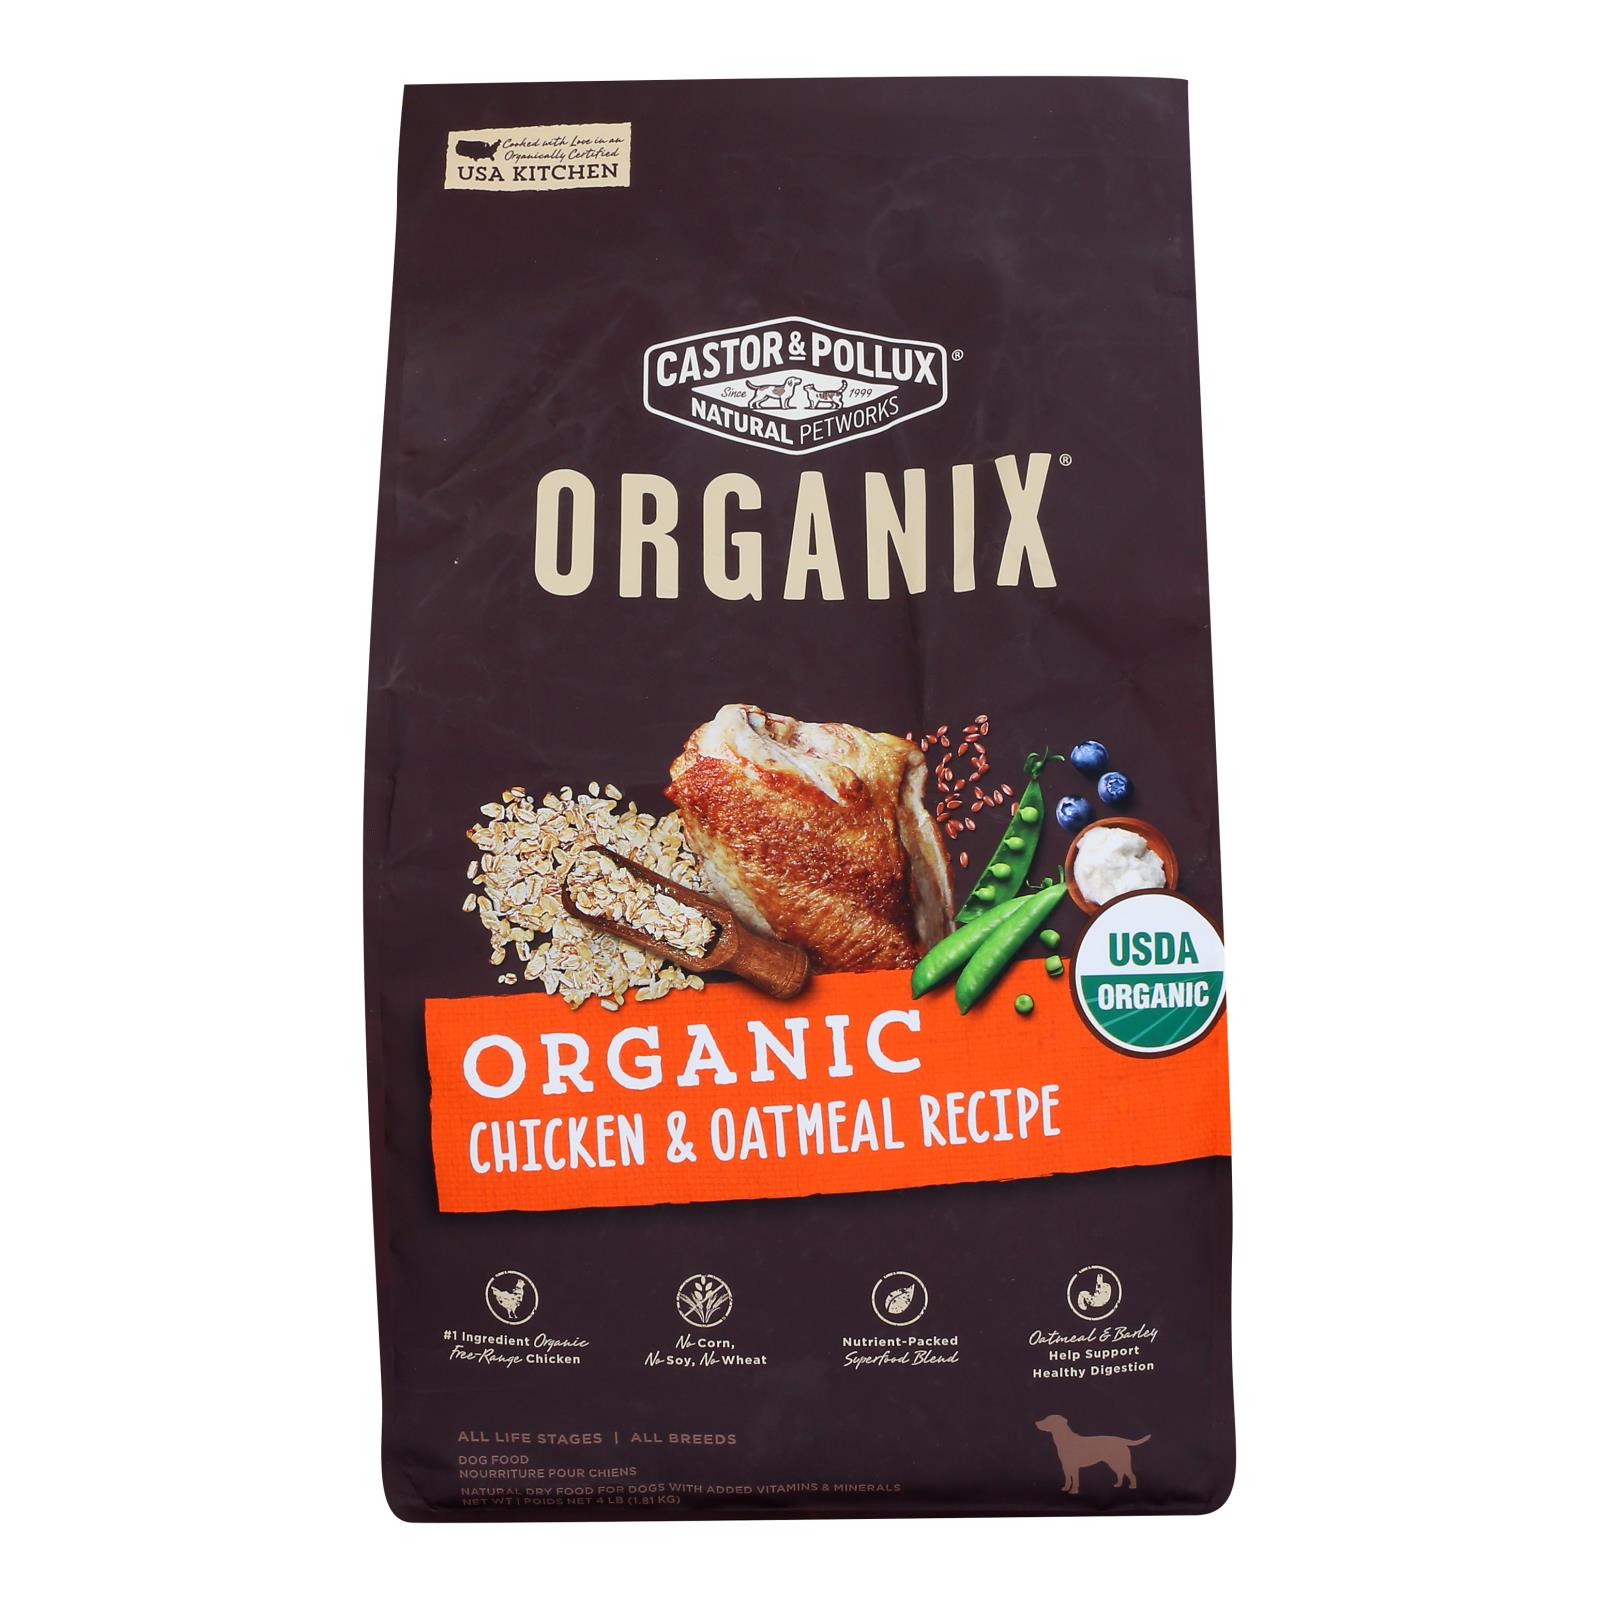 Cooked with Love in an
Organically Certified
USA KITCHEN
CASTOR & POLLUX®
Since 1999
NATURAL PETWORKS
ORGANIX®
USDA
ORGANIC
ORGANIC
CHICKEN & OATMEAL RECIPE
#1 Ingredient Organic
Free-Range Chicken
No Corn,
No Soy, No Wheat
Nutrient-Packed
Superfood Blend
Oatmeal & Barley
Help Support
Healthy Digestion
ALL LIFE STAGES | ALL BREEDS
DOG FOOD
NOURRITURE POUR CHIENS
NATURAL DRY FOOD FOR DOGS WITH ADDED VITAMINS & MINERALS
NET WT | POIDS NET 4 LB (1.81 KG)